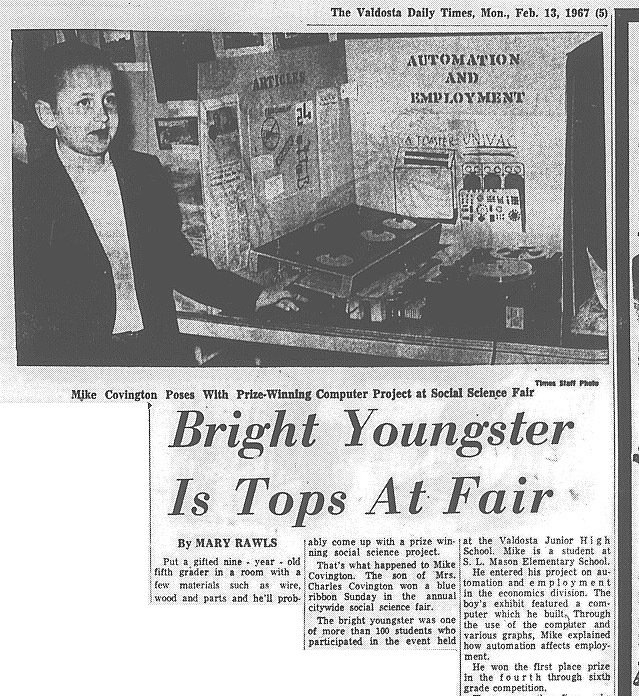 The Valdosta Daily Times, Mon., Feb. 13, 1967 (5)
ARTICLES
AUTOMATION
AND
EMPLOYMENT
UNIVAC
Times Staff Photo
Mike Covington Poses With Prize-Winning Computer Project at Social Science Fair
Bright Youngster
Is Tops At Fair
By MARY RAWLS
Put a gifted nine - year - old
fifth grader in a room with a
few materials such as wire,
wood and parts and he'll prob-
ably come up with a prize win-
ning social science project.
That's what happened to Mike
Covington. The son of Mrs.
Charles Covington won a blue
ribbon Sunday in the annual
citywide social science fair.
The bright youngster was one
of more than 100 students who
participated in the event held
at the Valdosta Junior High
School. Mike is a student at
S. L. Mason Elementary School.
He entered his project on au-
tomation and employment
in the economics division. The
boy's exhibit featured a com-
puter which he built. Through
the use of the computer and
various graphs, Mike explained
how automation affects employ-
ment.
He won the first place prize
in the fourth through sixth
grade competition.